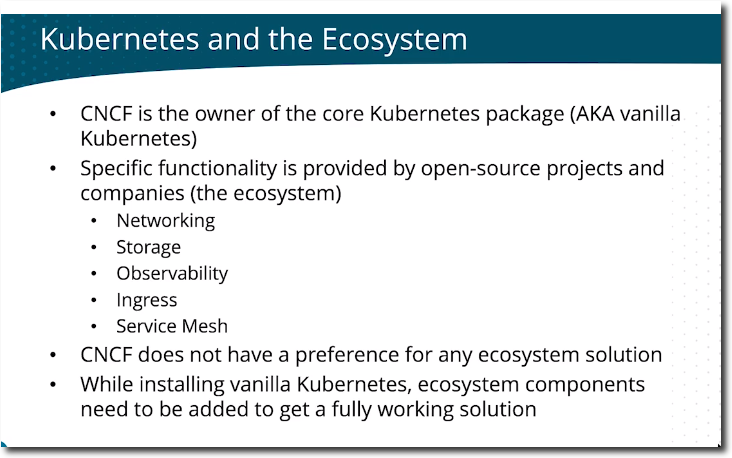 Kubernetes and the Ecosystem
• CNCF is the owner of the core Kubernetes package (AKA vanilla
Kubernetes)
• Specific functionality is provided by open-source projects and
companies (the ecosystem)
• Networking
• Storage
• Observability
• Ingress
• Service Mesh
• CNCF does not have a preference for any ecosystem solution
• While installing vanilla Kubernetes, ecosystem components
need to be added to get a fully working solution